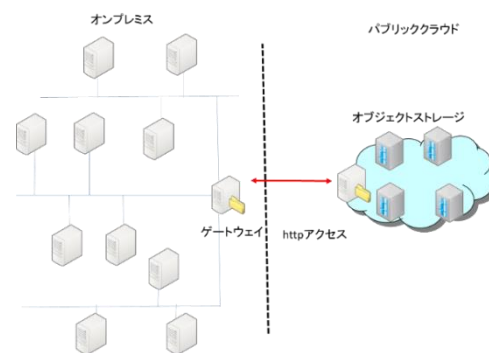 オンプレミス
パブリッククラウド
オブジェクトストレージ
ゲートウェイ
httpアクセス